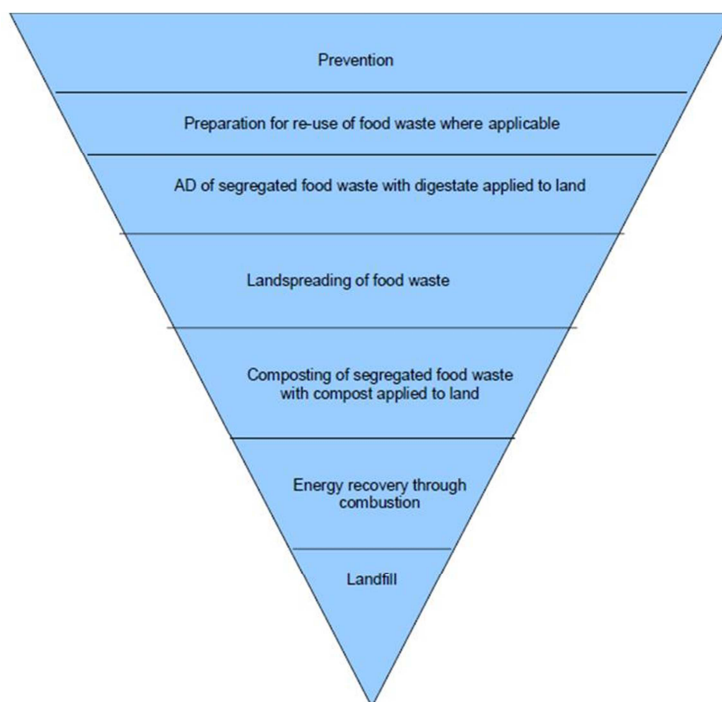 Prevention
Preparation for re-use of food waste where applicable
AD of segregated food waste with digestate applied to land
Landspreading of food waste
Composting of segregated food waste
with compost applied to land
Energy recovery through
combustion
Landfill